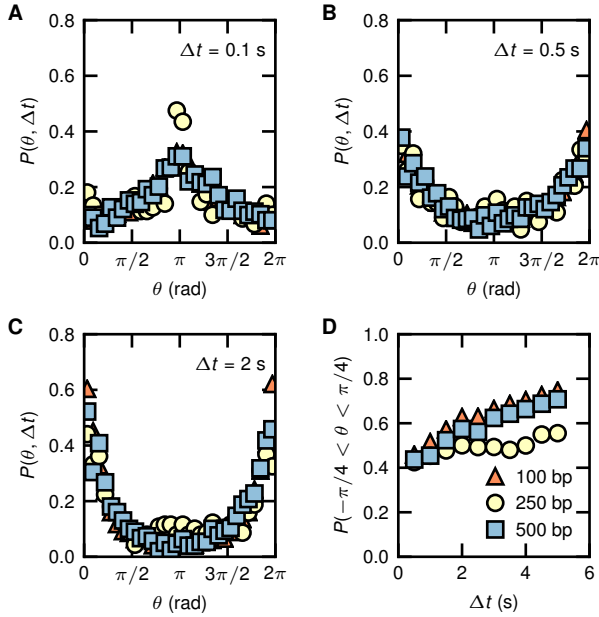 A
P(θ, Δt)
0.8
0.6
0.4
0.2
0.0
Δt = 0.1 s
0
π/2
π
3π/2
2π
θ (rad)
B
P(θ, Δt)
0.8
0.6
0.4
0.2
0.0
Δt = 0.5 s
0
π/2
π
3π/2
2π
θ (rad)
C
P(θ, Δt)
0.8
0.6
0.4
0.2
0.0
Δt = 2 s
0
π/2
π
3π/2
2π
θ (rad)
D
P(−π/4 < θ < π/4)
1.0
0.8
0.6
0.4
0.2
0.0
100 bp
250 bp
500 bp
0
2
4
6
Δt (s)